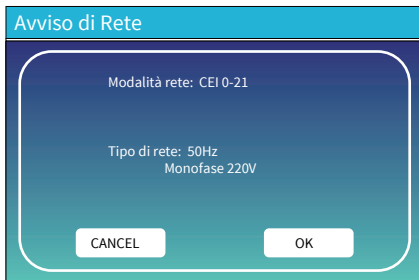 Avviso di Rete
Modalità rete: CEI 0-21
Tipo di rete: 50Hz
Monofase 220V
CANCEL OK